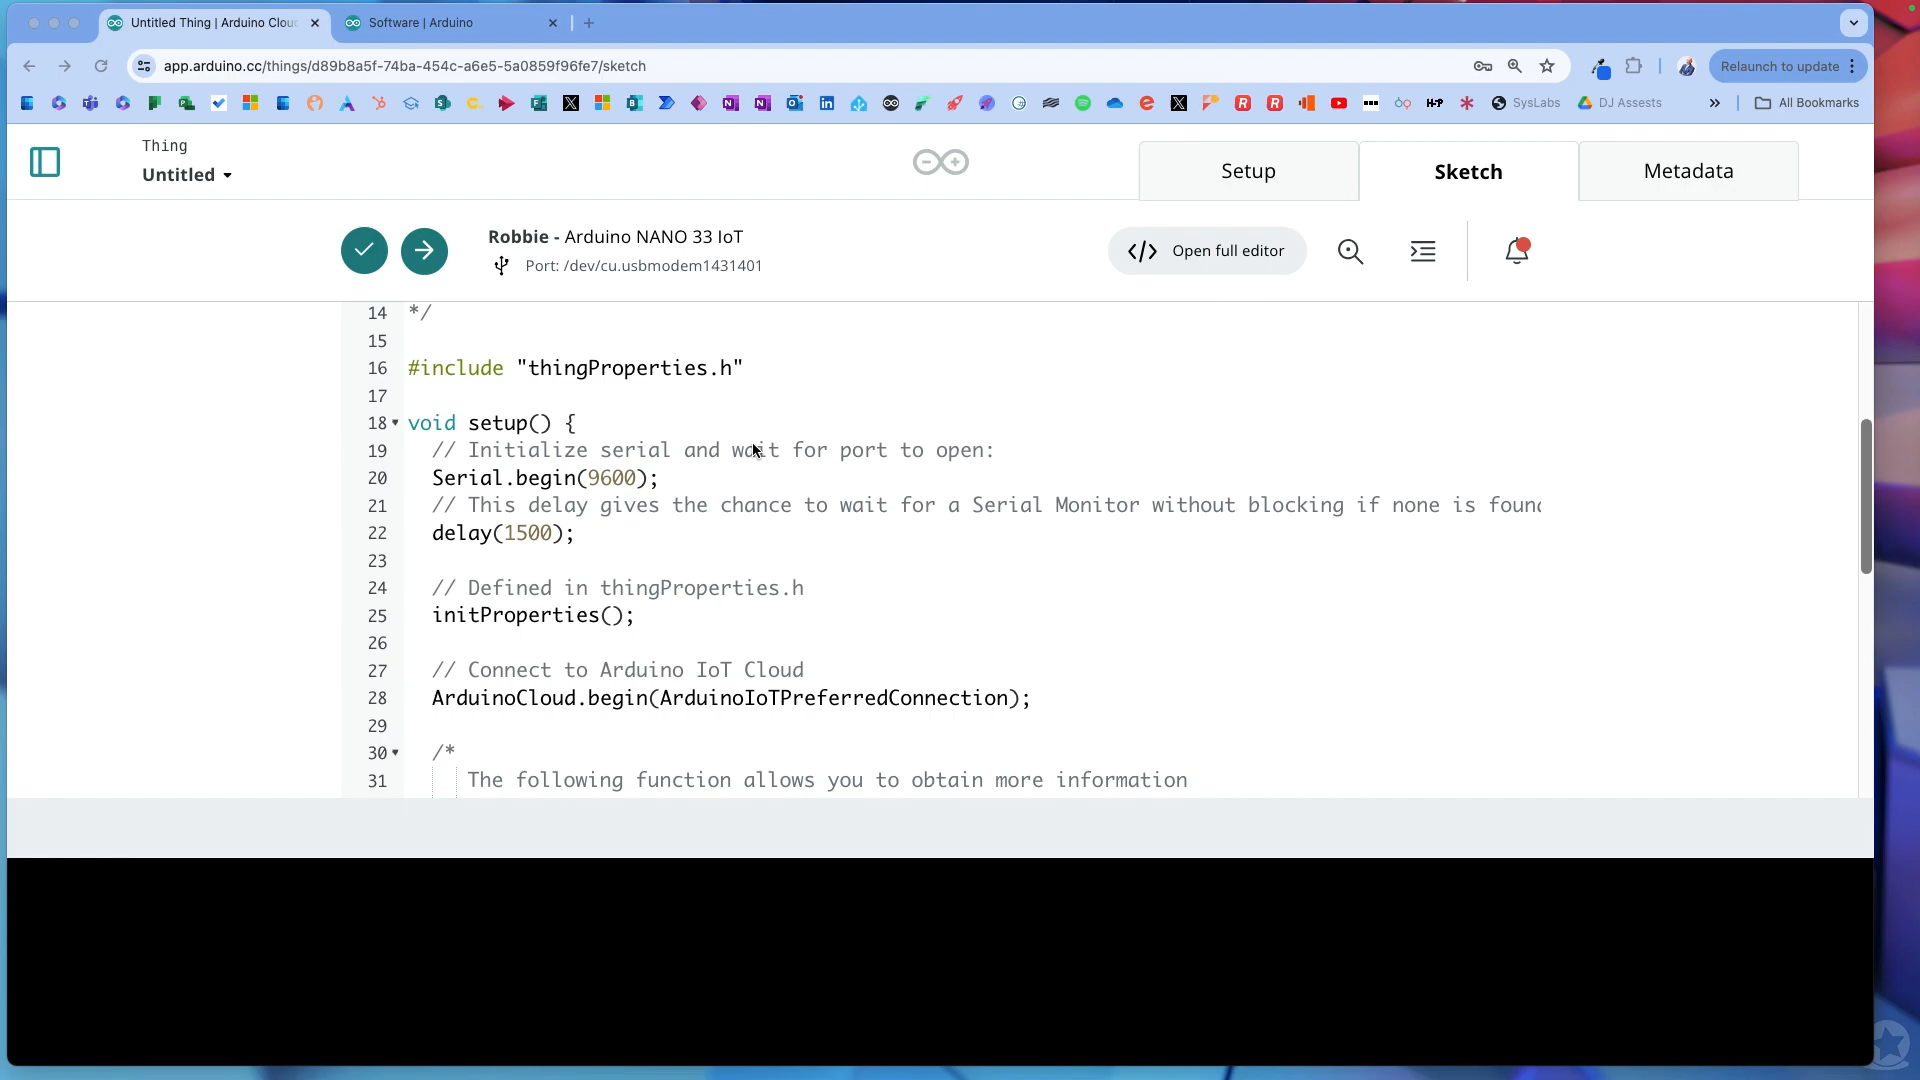 Untitled Thing | Arduino Clou
Software | Arduino
app.arduino.cc/things/d89b8a5f-74ba-454c-a6e5-5a0859f96fe7/sketch
Relaunch to update
SysLabs
DJ Assests
All Bookmarks
Thing
Untitled
Setup
Sketch
Metadata
Robbie - Arduino NANO 33 IoT
Port: /dev/cu.usbmodem1431401
Open full editor
14 */
15
16 #include "thingProperties.h"
17
18 void setup() {
19 // Initialize serial and wait for port to open:
20 Serial.begin(9600);
21 // This delay gives the chance to wait for a Serial Monitor without blocking if none is found
22 delay(1500);
23
24 // Defined in thingProperties.h
25 initProperties();
26
27 // Connect to Arduino IoT Cloud
28 ArduinoCloud.begin(ArduinoIoTPreferredConnection);
29
30 /*
31 The following function allows you to obtain more information